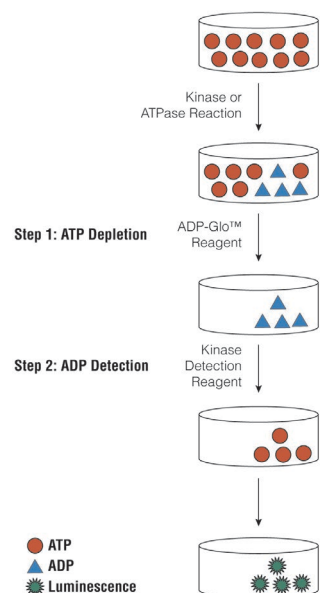 Kinase or
ATPase Reaction
Step 1: ATP Depletion
ADP-Glo™
Reagent
Step 2: ADP Detection
Kinase
Detection
Reagent
ATP
ADP
Luminescence